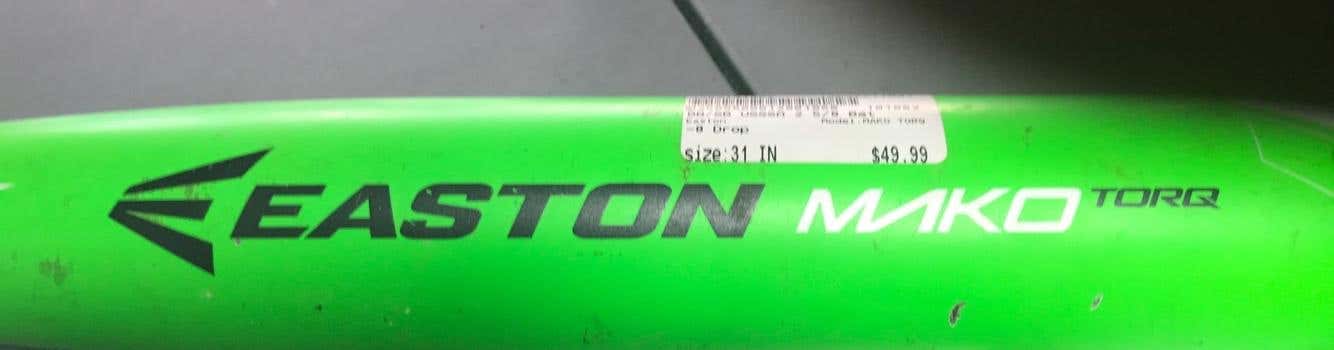 BB/SB USSSA 2 5/8 Bat
Easton Model:MAKO TORQ
-8 Drop
size:31 IN $49.99
EASTON MAKO TORQ